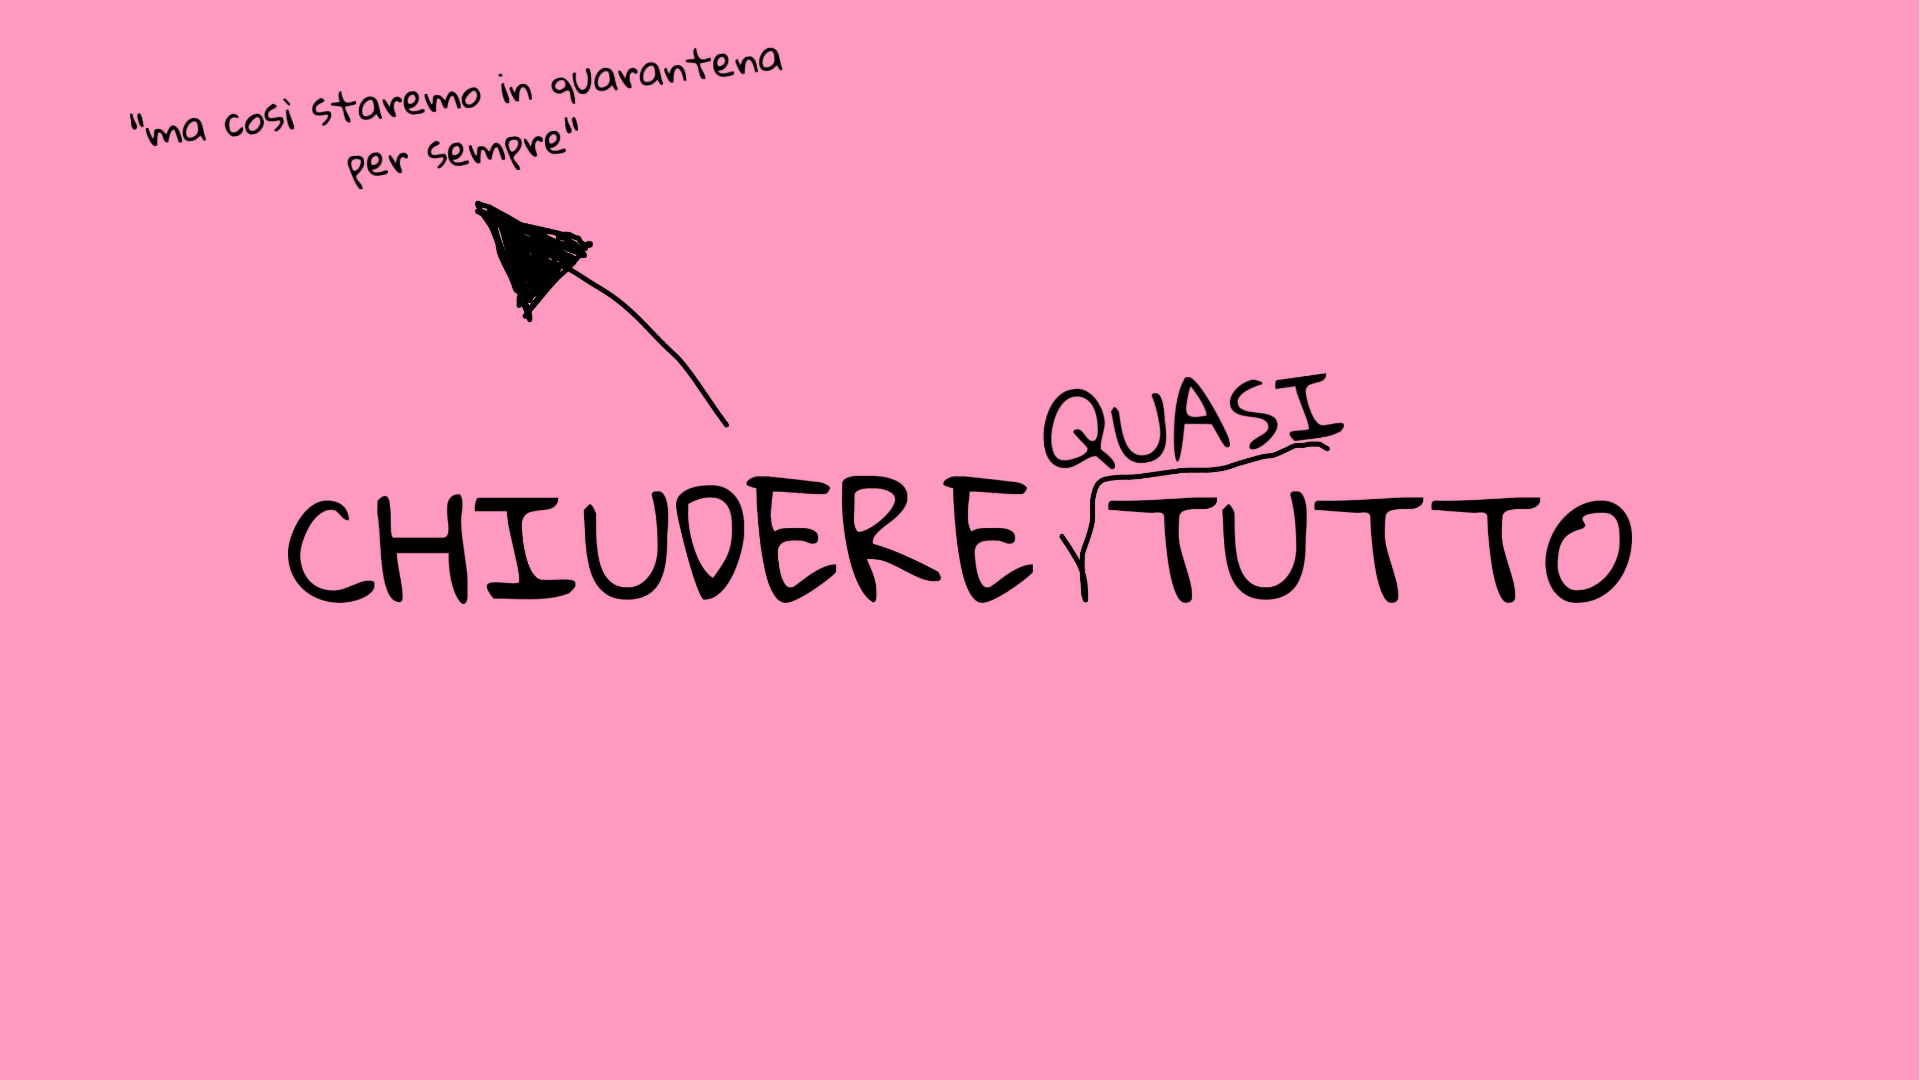 "ma così staremo in quarantena
per sempre"
QUASI
CHIUDERE TUTTO